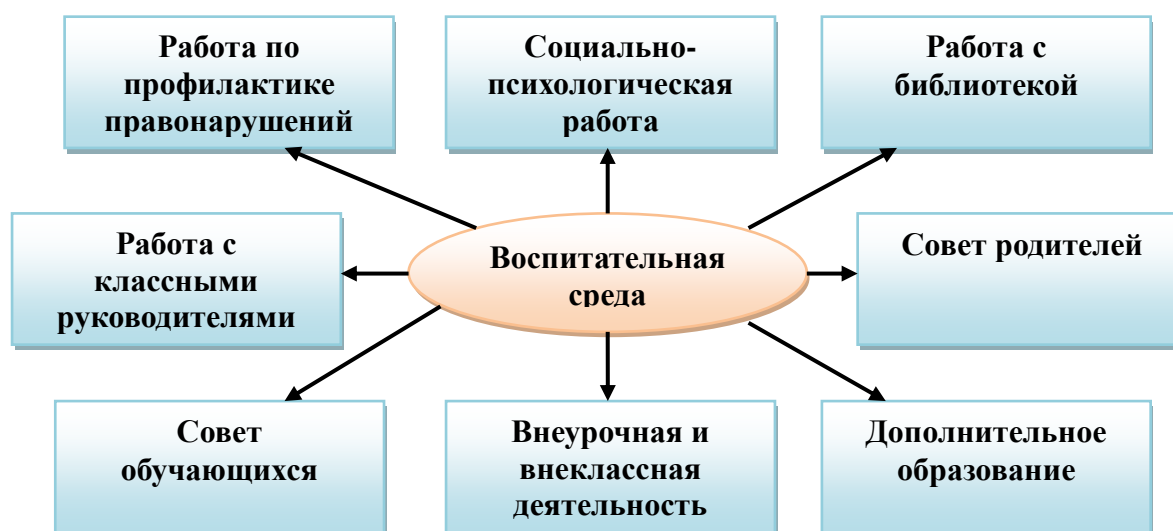 Работа по
профилактике
правонарушений
Социально-
психологическая
работа
Работа с
библиотекой
Работа с
классными
руководителями
Воспитательная
среда
Совет родителей
Совет
обучающихся
Внеурочная и
внеклассная
деятельность
Дополнительное
образование